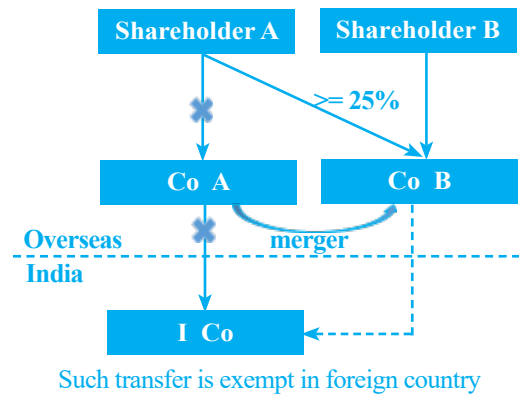 Shareholder A
Shareholder B
>= 25%
Co A
Co B
merger
Overseas
India
I Co
Such transfer is exempt in foreign country